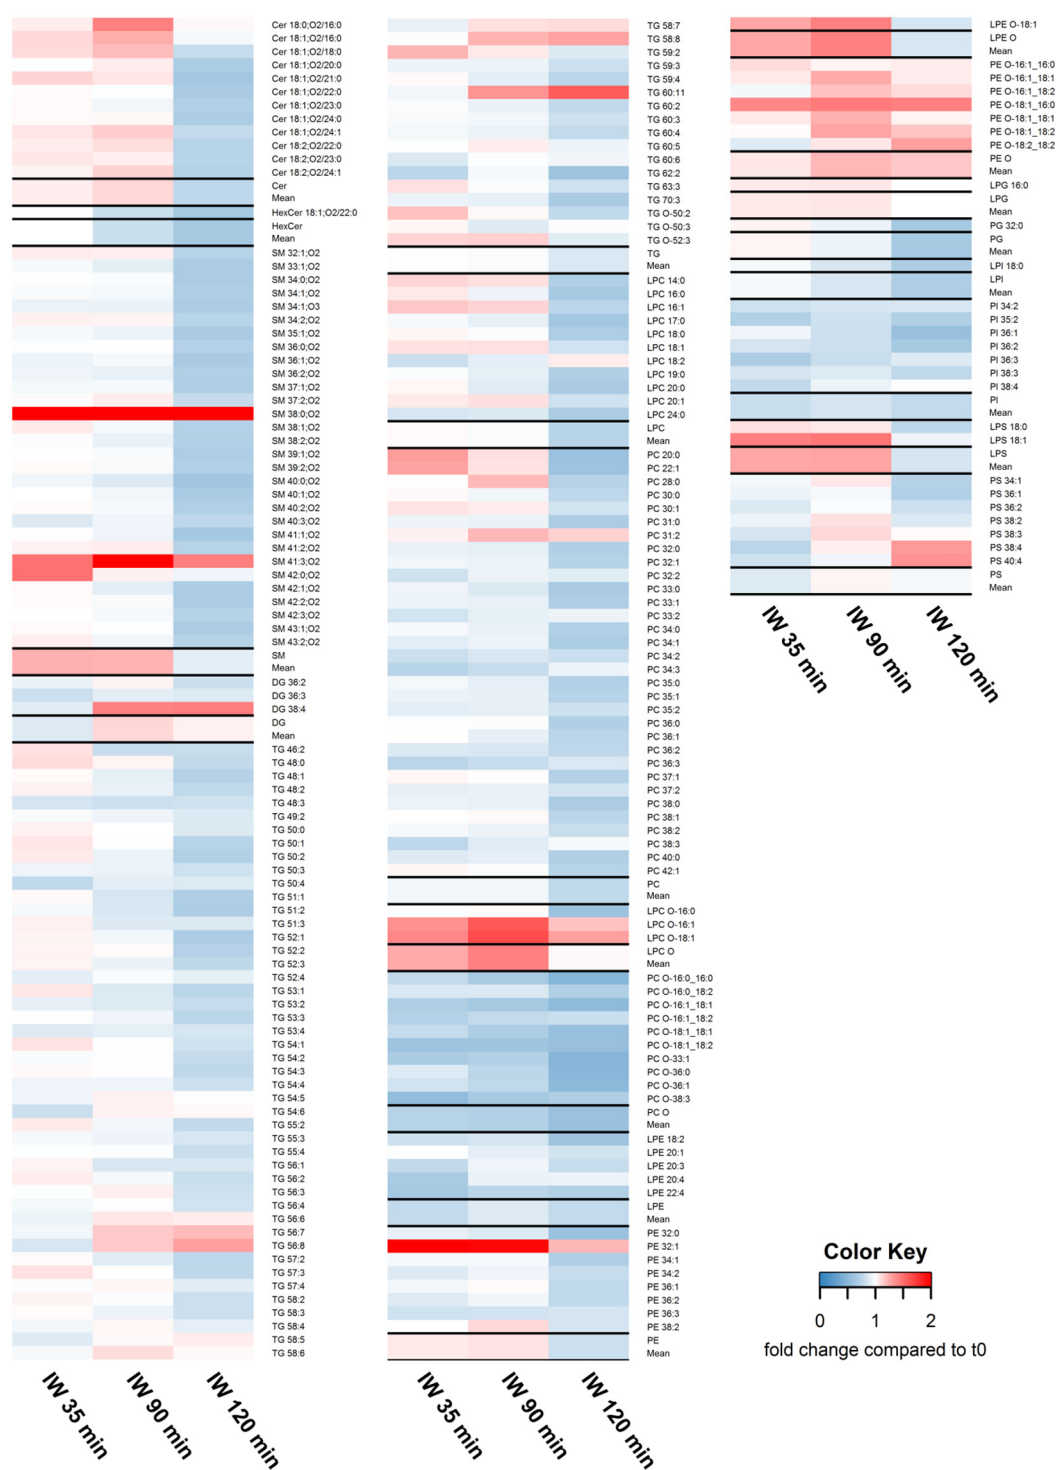 Cer 18:0;O2/16:0
Cer 18:1;O2/16:0
Cer 18:1;O2/18:0
Cer 18:1;O2/20:0
Cer 18:1;O2/21:0
Cer 18:1;O2/22:0
Cer 18:1;O2/23:0
Cer 18:1;O2/24:0
Cer 18:1;O2/24:1
Cer 18:2;O2/22:0
Cer 18:2;O2/23:0
Cer 18:2;O2/24:1
Cer
Mean
HexCer 18:1;O2/22:0
HexCer
Mean
SM 32:1;O2
SM 33:1;O2
SM 34:0;O2
SM 34:1;O2
SM 34:1;O3
SM 34:2;O2
SM 35:1;O2
SM 36:0;O2
SM 36:1;O2
SM 36:2;O2
SM 37:1;O2
SM 37:2;O2
SM 38:0;O2
SM 38:1;O2
SM 38:2;O2
SM 39:1;O2
SM 39:2;O2
SM 40:0;O2
SM 40:1;O2
SM 40:2;O2
SM 40:3;O2
SM 41:1;O2
SM 41:2;O2
SM 41:3;O2
SM 42:0;O2
SM 42:1;O2
SM 42:2;O2
SM 42:3;O2
SM 43:1;O2
SM 43:2;O2
SM
Mean
DG 36:2
DG 36:3
DG 38:4
DG
Mean
TG 46:2
TG 48:0
TG 48:1
TG 48:2
TG 48:3
TG 49:2
TG 50:0
TG 50:1
TG 50:2
TG 50:3
TG 50:4
TG 51:1
TG 51:2
TG 51:3
TG 52:1
TG 52:2
TG 52:3
TG 52:4
TG 53:1
TG 53:2
TG 53:3
TG 53:4
TG 54:1
TG 54:2
TG 54:3
TG 54:4
TG 54:5
TG 54:6
TG 55:2
TG 55:3
TG 55:4
TG 56:1
TG 56:2
TG 56:3
TG 56:4
TG 56:6
TG 56:7
TG 56:8
TG 57:2
TG 57:3
TG 57:4
TG 58:2
TG 58:3
TG 58:4
TG 58:5
TG 58:6
IW 35 min
IW 90 min
IW 120 min
TG 58:7
TG 58:8
TG 59:2
TG 59:3
TG 59:4
TG 60:11
TG 60:2
TG 60:3
TG 60:4
TG 60:5
TG 60:6
TG 62:2
TG 63:3
TG 70:3
TG O-50:2
TG O-50:3
TG O-52:3
TG
Mean
LPC 14:0
LPC 16:0
LPC 16:1
LPC 17:0
LPC 18:0
LPC 18:1
LPC 18:2
LPC 19:0
LPC 20:0
LPC 20:1
LPC 24:0
LPC
Mean
PC 20:0
PC 22:1
PC 28:0
PC 30:0
PC 30:1
PC 31:0
PC 31:2
PC 32:0
PC 32:1
PC 32:2
PC 33:0
PC 33:1
PC 33:2
PC 34:0
PC 34:1
PC 34:2
PC 34:3
PC 35:0
PC 35:1
PC 35:2
PC 36:0
PC 36:1
PC 36:2
PC 36:3
PC 37:1
PC 37:2
PC 38:0
PC 38:1
PC 38:2
PC 38:3
PC 40:0
PC 42:1
PC
Mean
LPC O-16:0
LPC O-16:1
LPC O-18:1
LPC O
Mean
PC O-16:0_16:0
PC O-16:0_18:2
PC O-16:1_18:1
PC O-16:1_18:2
PC O-18:1_18:1
PC O-18:1_18:2
PC O-33:1
PC O-36:0
PC O-36:1
PC O-38:3
PC O
Mean
LPE 18:2
LPE 20:1
LPE 20:3
LPE 20:4
LPE 22:4
LPE
Mean
PE 32:0
PE 32:1
PE 34:1
PE 34:2
PE 36:1
PE 36:2
PE 36:3
PE 38:2
PE
Mean
IW 35 min
IW 90 min
IW 120 min
LPE O-18:1
LPE O
Mean
PE O-16:1_16:0
PE O-16:1_18:1
PE O-16:1_18:2
PE O-18:1_16:0
PE O-18:1_18:1
PE O-18:1_18:2
PE O-18:2_18:2
PE O
Mean
LPG 16:0
LPG
Mean
PG 32:0
PG
Mean
LPI 18:0
LPI
Mean
PI 34:2
PI 35:2
PI 36:1
PI 36:2
PI 36:3
PI 38:3
PI 38:4
PI
Mean
LPS 18:0
LPS 18:1
LPS
Mean
PS 34:1
PS 36:1
PS 36:2
PS 38:2
PS 38:3
PS 38:4
PS 40:4
PS
Mean
IW 35 min
IW 90 min
IW 120 min
Color Key
0 1 2
fold change compared to t0